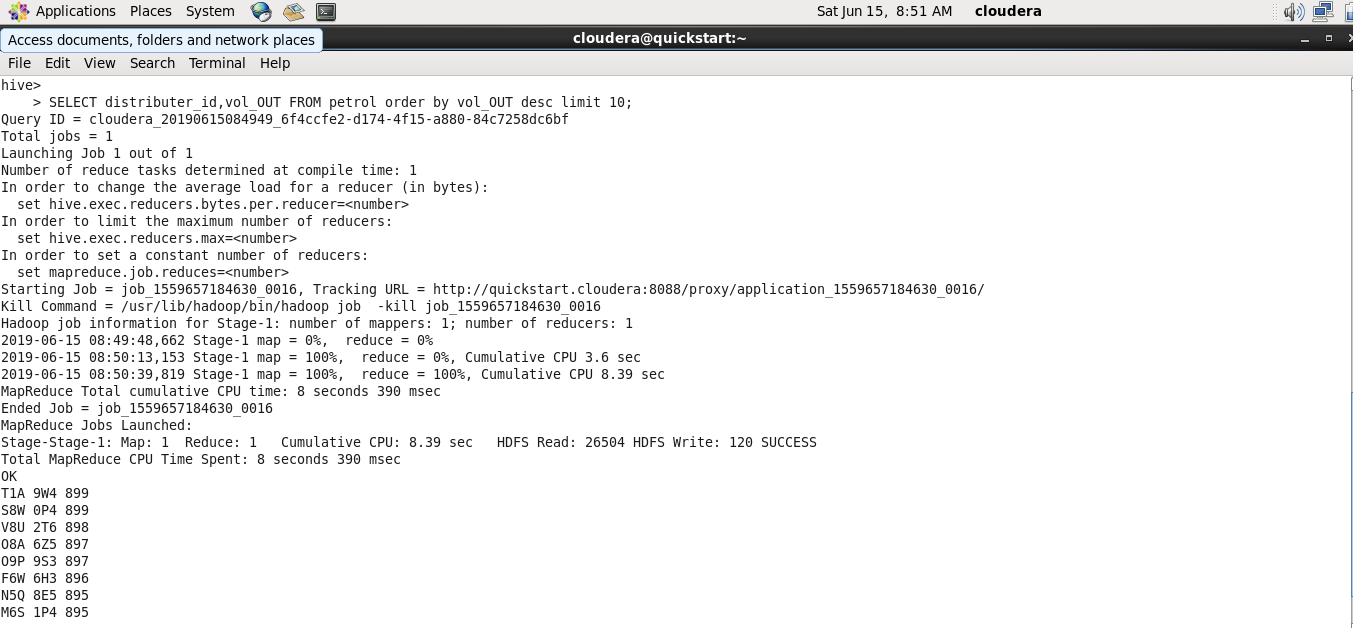 Applications Places System Sat Jun 15, 8:51 AM cloudera
Access documents, folders and network places cloudera@quickstart:~
File Edit View Search Terminal Help
hive>
    > SELECT distributer_id,vol_OUT FROM petrol order by vol_OUT desc limit 10;
Query ID = cloudera_20190615084949_6f4ccfe2-d174-4f15-a880-84c7258dc6bf
Total jobs = 1
Launching Job 1 out of 1
Number of reduce tasks determined at compile time: 1
In order to change the average load for a reducer (in bytes):
  set hive.exec.reducers.bytes.per.reducer=<number>
In order to limit the maximum number of reducers:
  set hive.exec.reducers.max=<number>
In order to set a constant number of reducers:
  set mapreduce.job.reduces=<number>
Starting Job = job_1559657184630_0016, Tracking URL = http://quickstart.cloudera:8088/proxy/application_1559657184630_0016/
Kill Command = /usr/lib/hadoop/bin/hadoop job  -kill job_1559657184630_0016
Hadoop job information for Stage-1: number of mappers: 1; number of reducers: 1
2019-06-15 08:49:48,662 Stage-1 map = 0%,  reduce = 0%
2019-06-15 08:50:13,153 Stage-1 map = 100%,  reduce = 0%, Cumulative CPU 3.6 sec
2019-06-15 08:50:39,819 Stage-1 map = 100%,  reduce = 100%, Cumulative CPU 8.39 sec
MapReduce Total cumulative CPU time: 8 seconds 390 msec
Ended Job = job_1559657184630_0016
MapReduce Jobs Launched:
Stage-Stage-1: Map: 1  Reduce: 1   Cumulative CPU: 8.39 sec   HDFS Read: 26504 HDFS Write: 120 SUCCESS
Total MapReduce CPU Time Spent: 8 seconds 390 msec
OK
T1A 9W4 899
S8W 0P4 899
V8U 2T6 898
O8A 6Z5 897
O9P 9S3 897
F6W 6H3 896
N5Q 8E5 895
M6S 1P4 895